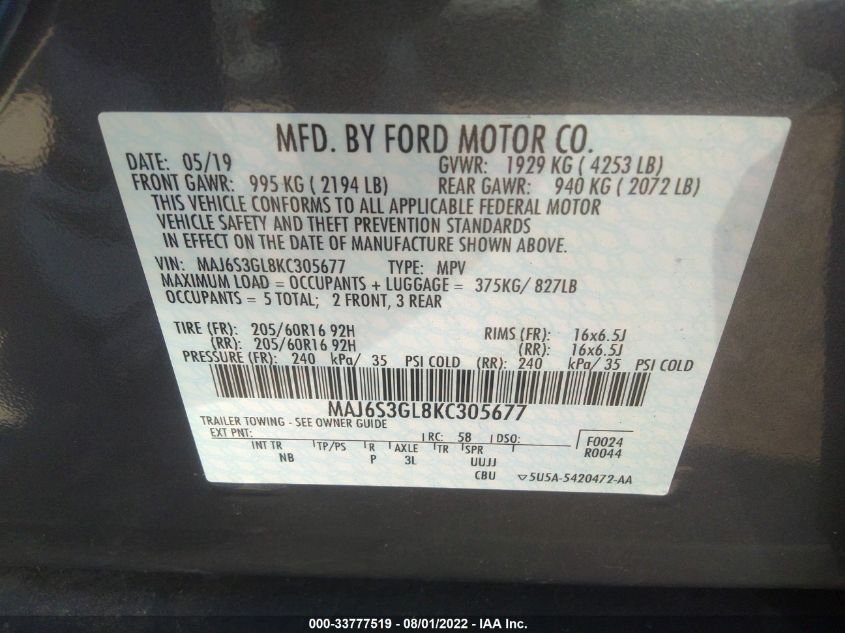 MFD. BY FORD MOTOR CO.
DATE: 05/19 GVWR: 1929 KG ( 4253 LB)
FRONT GAWR: 995 KG ( 2194 LB) REAR GAWR: 940 KG ( 2072 LB)
THIS VEHICLE CONFORMS TO ALL APPLICABLE FEDERAL MOTOR
VEHICLE SAFETY AND THEFT PREVENTION STANDARDS
IN EFFECT ON THE DATE OF MANUFACTURE SHOWN ABOVE.
VIN: MAJ6S3GL8KC305677 TYPE: MPV
MAXIMUM LOAD = OCCUPANTS + LUGGAGE = 375KG/ 827LB
OCCUPANTS = 5 TOTAL; 2 FRONT, 3 REAR
TIRE (FR): 205/60R16 92H RIMS (FR): 16x6.5J
(RR): 205/60R16 92H (RR): 16x6.5J
PRESSURE (FR): 240 kPa/ 35 PSI COLD (RR): 240 kPa/ 35 PSI COLD
MAJ6S3GL8KC305677
TRAILER TOWING - SEE OWNER GUIDE
EXT PNT: RC: 58 DSO: F0024
INT TR TP/PS R AXLE TR SPR R0044
NB P 3L UUJJ
CBU ▽5U5A-5420472-AA
000-33777519 - 08/01/2022 - IAA Inc.